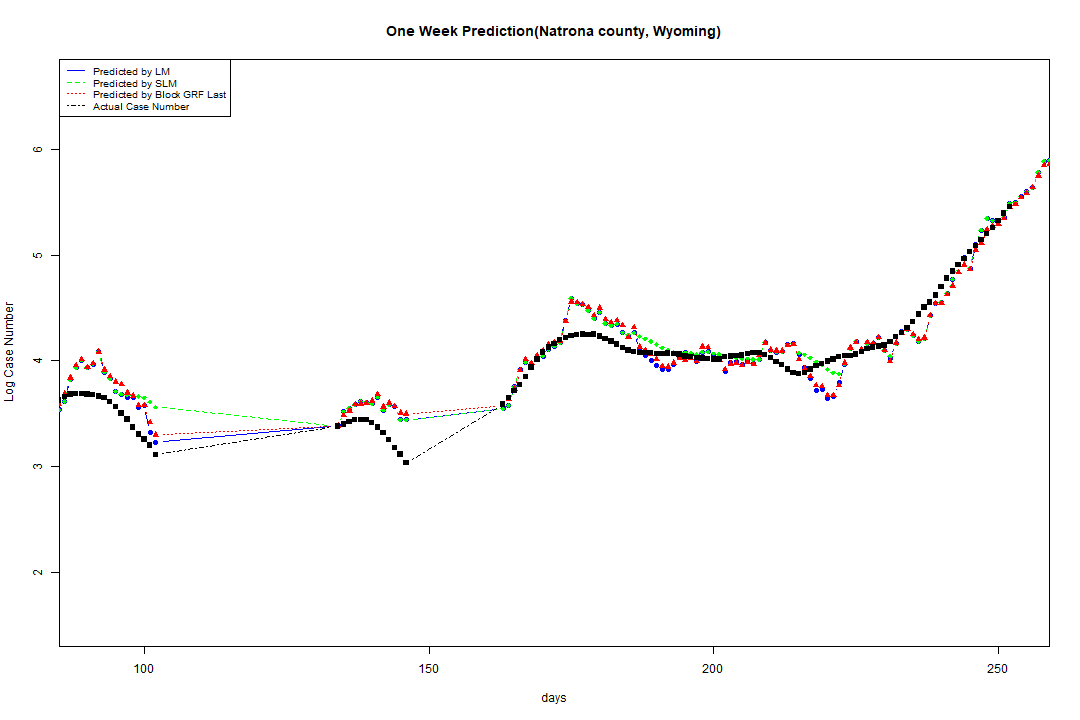 One Week Prediction(Natrona county, Wyoming)
Predicted by LM
Predicted by SLM
Predicted by Block GRF Last
Actual Case Number
Log Case Number
6
5
4
3
2
100 150 200 250
days